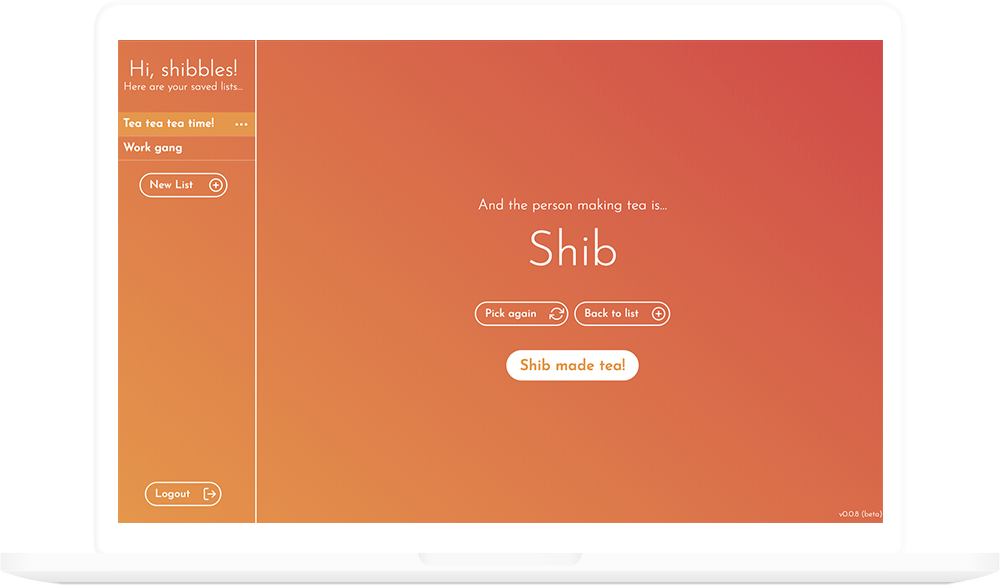 Hi, shibbles!
Here are your saved lists...
Tea tea tea time!
Work gang
New List
Logout
And the person making tea is...
Shib
Pick again
Back to list
Shib made tea!
v0.0.8 (beta)